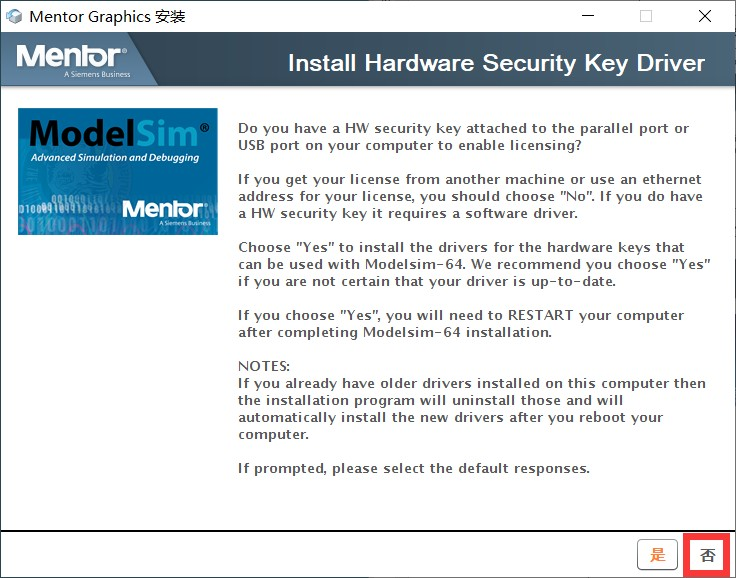 Mentor Graphics 安装
Mentor®
A Siemens Business
Install Hardware Security Key Driver
ModelSim®
Advanced Simulation and Debugging
Mentor®
A Siemens Business
Do you have a HW security key attached to the parallel port or
USB port on your computer to enable licensing?
If you get your license from another machine or use an ethernet
address for your license, you should choose "No". If you do have
a HW security key it requires a software driver.
Choose "Yes" to install the drivers for the hardware keys that
can be used with Modelsim-64. We recommend you choose "Yes"
if you are not certain that your driver is up-to-date.
If you choose "Yes", you will need to RESTART your computer
after completing Modelsim-64 installation.
NOTES:
If you already have older drivers installed on this computer then
the installation program will uninstall those and will
automatically install the new drivers after you reboot your
computer.
If prompted, please select the default responses.
是
否